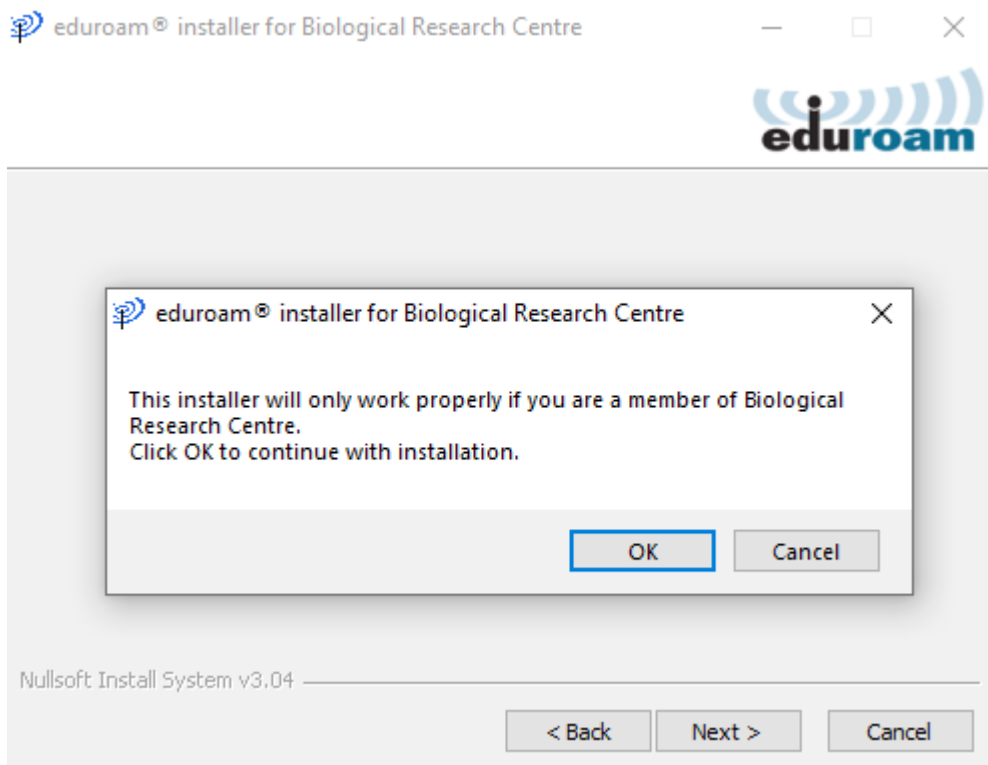 eduroam® installer for Biological Research Centre
eduroam
eduroam® installer for Biological Research Centre
This installer will only work properly if you are a member of Biological
Research Centre.
Click OK to continue with installation.
OK
Cancel
Nullsoft Install System v3.04
< Back
Next >
Cancel